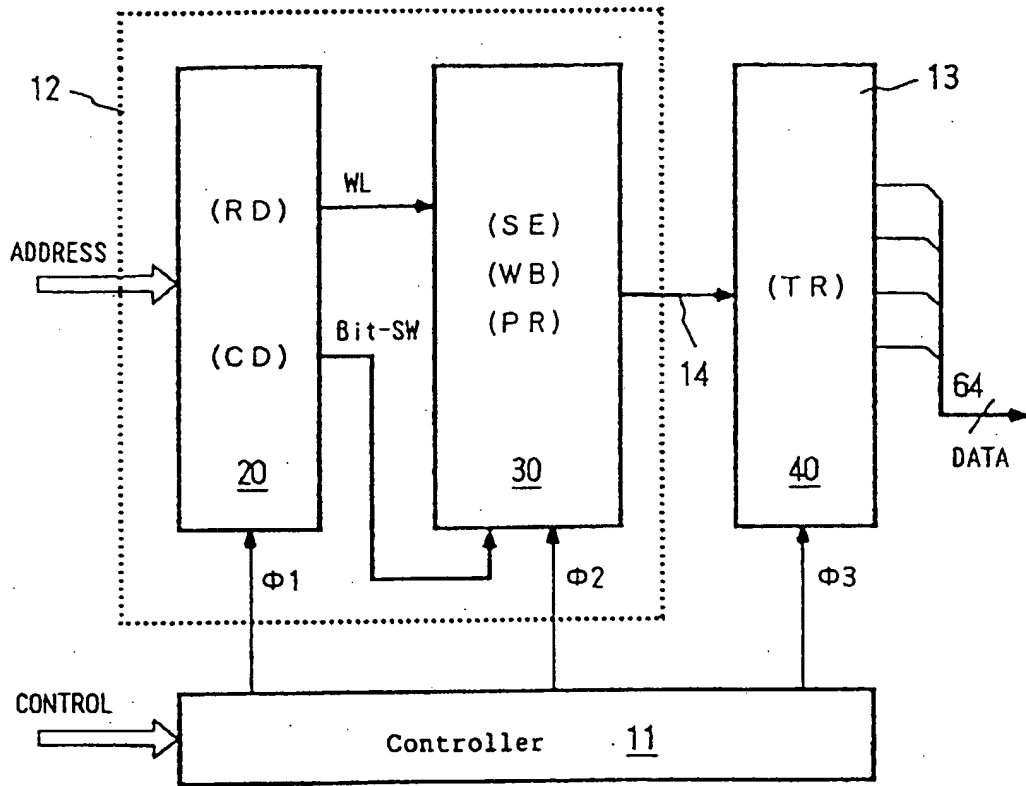 12
13
(RD)
WL
(SE)
ADDRESS
(WB)
(TR)
(PR)
Bit-SW
(CD)
14
64
20
30
40
DATA
Φ1
Φ2
Φ3
CONTROL
Controller 11